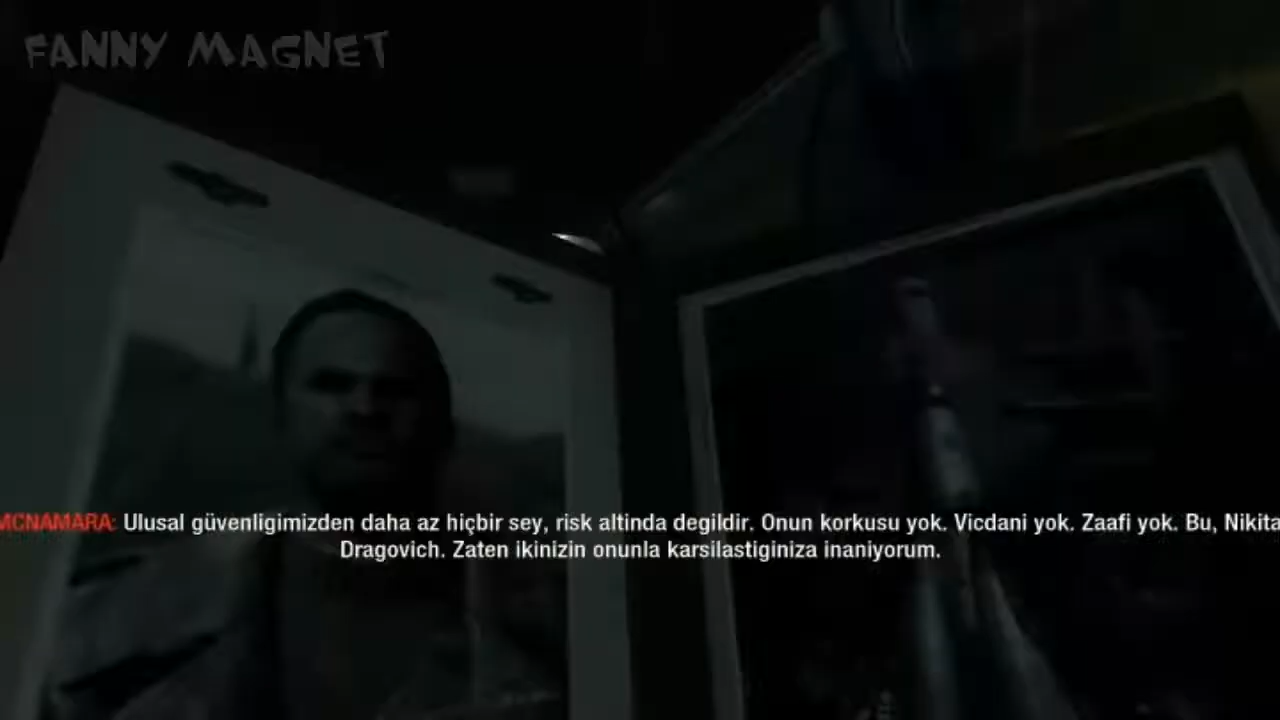 FANNY MAGNET
MCNAMARA: Ulusal güvenligimizden daha az hiçbir sey, risk altinda degildir. Onun korkusu yok. Vicdani yok. Zaafi yok. Bu, Nikita
Dragovich. Zaten ikinizin onunla karsilastiginiza inaniyorum.